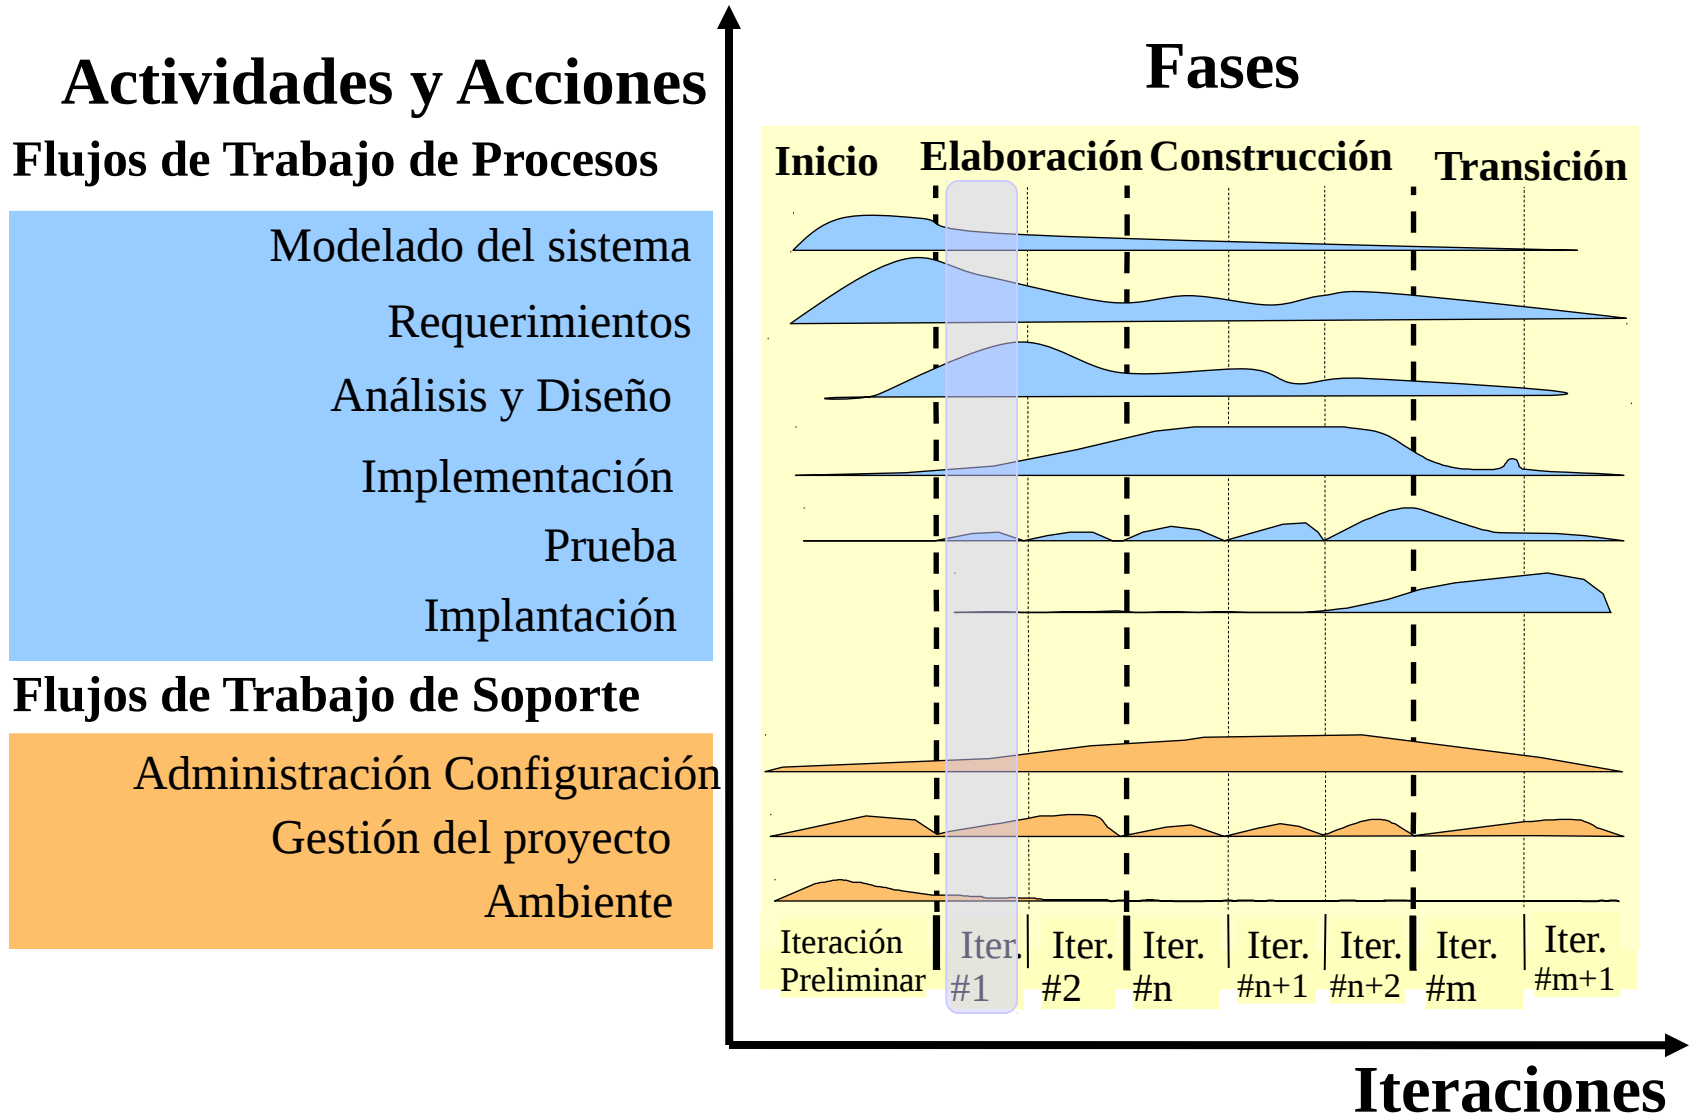 Actividades y Acciones
Fases
Flujos de Trabajo de Procesos
Inicio
Elaboración
Construcción
Transición
Modelado del sistema
Requerimientos
Análisis y Diseño
Implementación
Prueba
Implantación
Flujos de Trabajo de Soporte
Administración Configuración
Gestión del proyecto
Ambiente
Iteración
Preliminar
Iter.
#1
Iter.
#2
Iter.
#n
Iter.
#n+1
Iter.
#n+2
Iter.
#m
Iter.
#m+1
Iteraciones